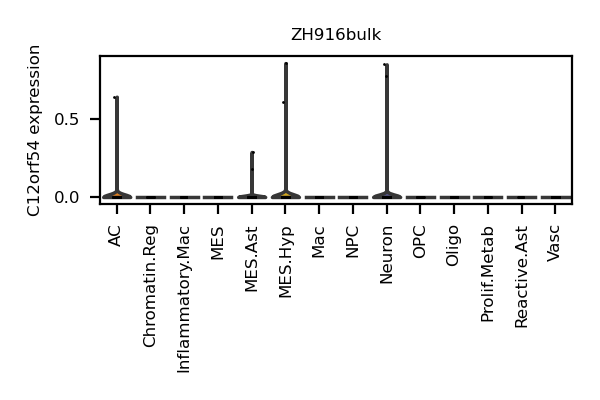 ZH916bulk
C12orf54 expression
0.5
0.0
AC
Chromatin.Reg
Inflammatory.Mac
MES
MES.Ast
MES.Hyp
Mac
NPC
Neuron
OPC
Oligo
Prolif.Metab
Reactive.Ast
Vasc